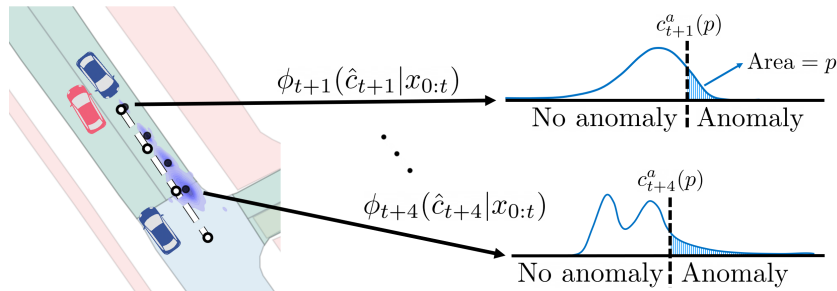 c^a_{t+1}(p)
Area = p
ϕ_{t+1}(ĉ_{t+1}|x_{0:t})
No anomaly
Anomaly
c^a_{t+4}(p)
ϕ_{t+4}(ĉ_{t+4}|x_{0:t})
No anomaly
Anomaly